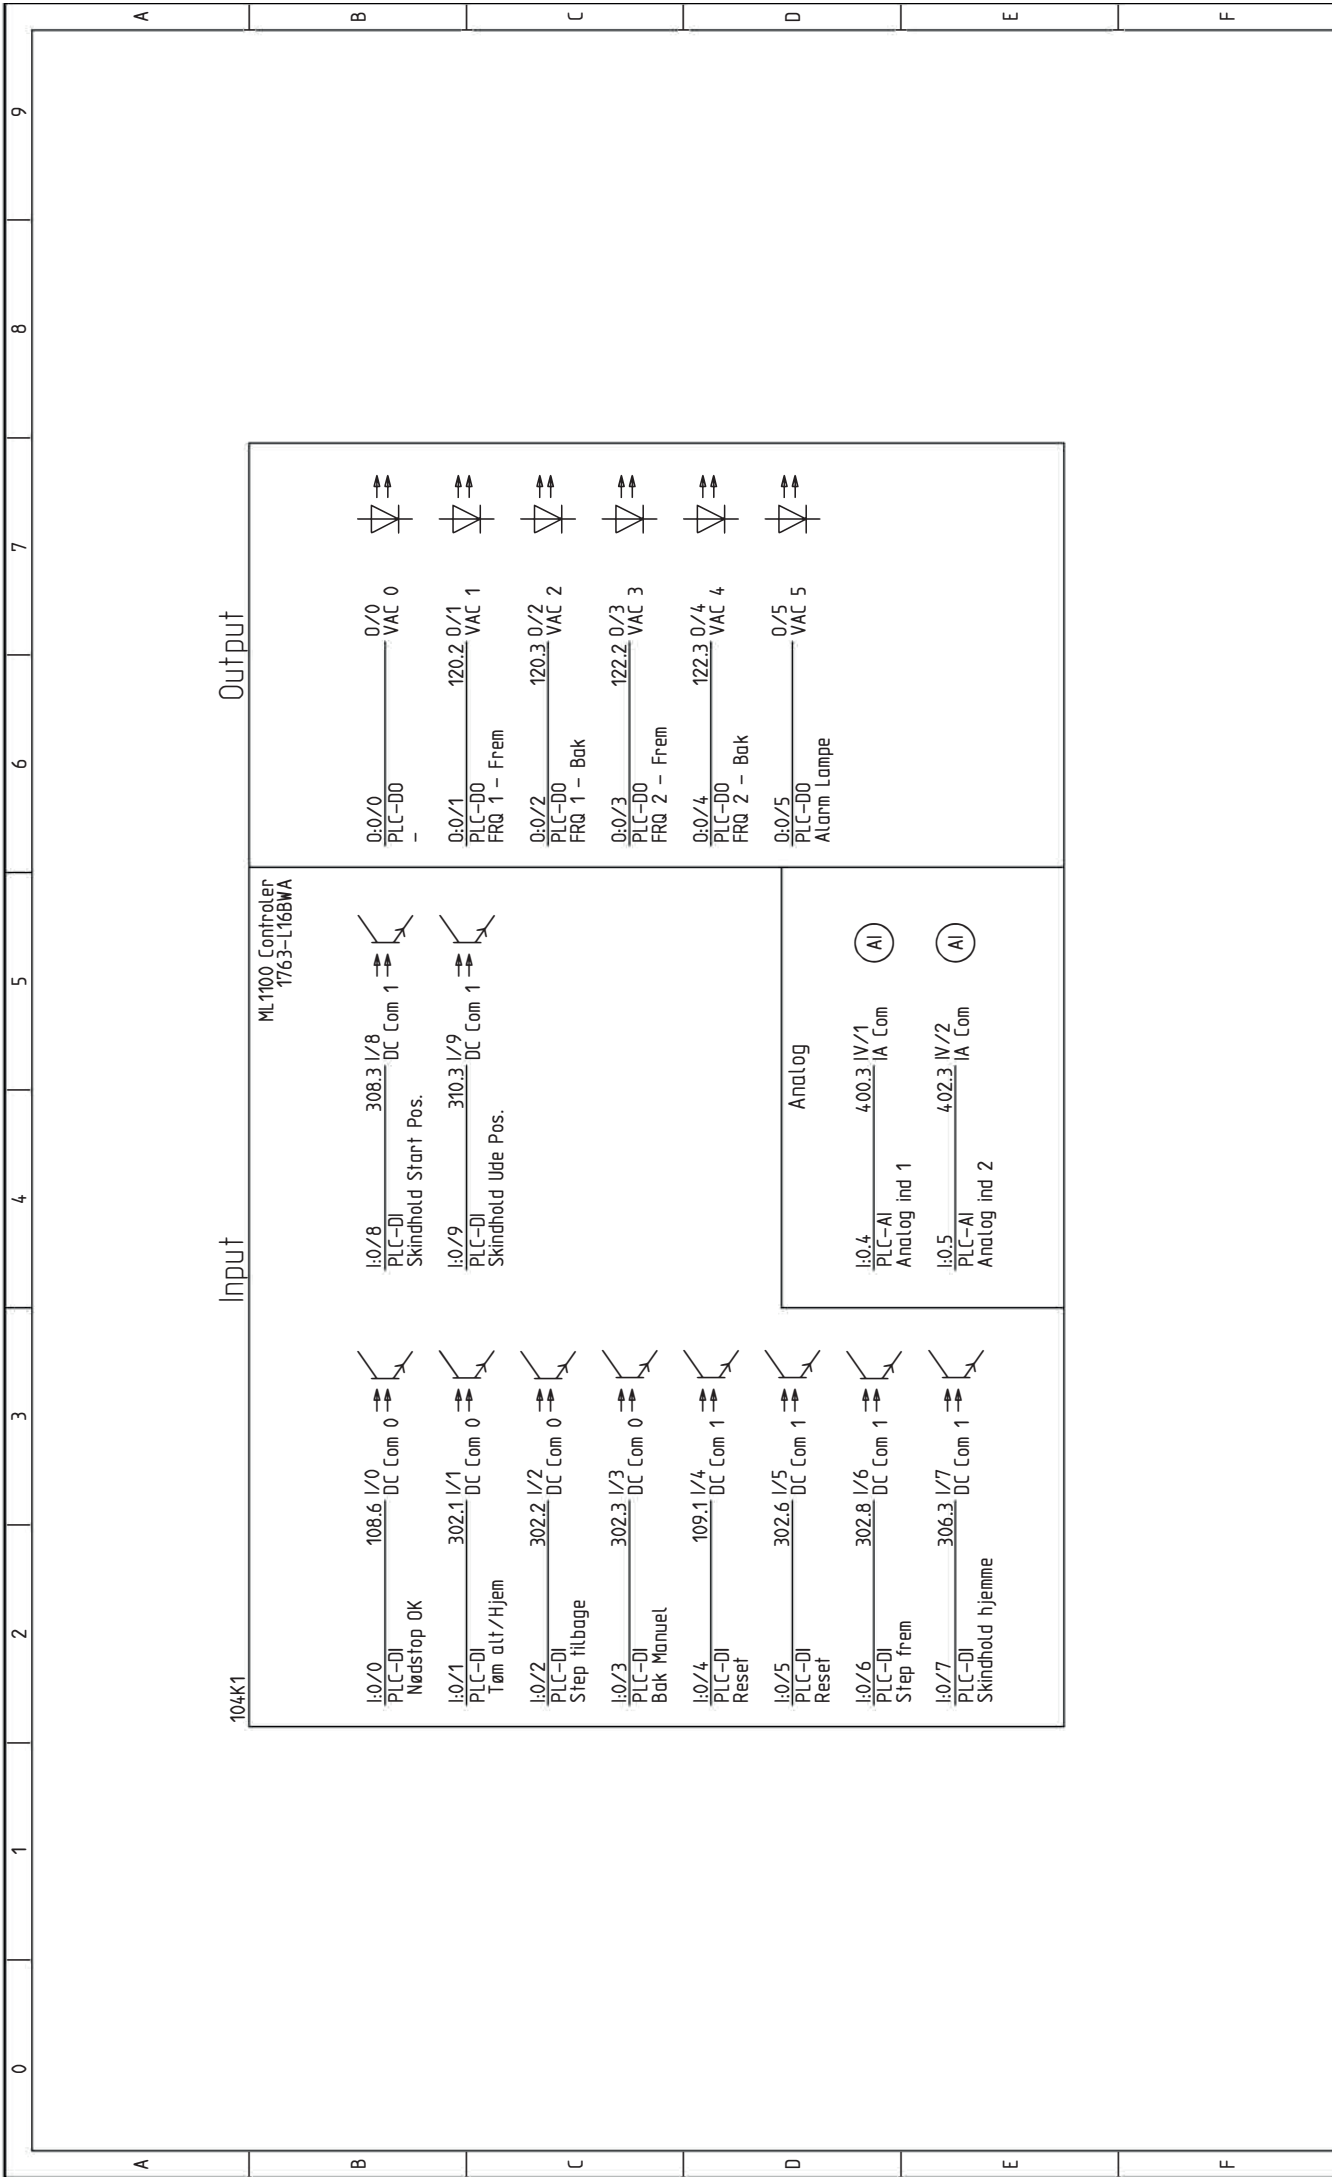 0 1 2 3 4 5 6 7 8 9
A
B
C
D
E
F
Input
Output
104K1
ML1100 Controler
1763-L16BWA
I:0/0 108.6 I/0
PLC-DI DC Com 0
Nødstop OK
I:0/1 302.1 I/1
PLC-DI DC Com 0
Tøm alt/Hjem
I:0/2 302.2 I/2
PLC-DI DC Com 0
Step tilbage
I:0/3 302.3 I/3
PLC-DI DC Com 0
Bak Manuel
I:0/4 109.1 I/4
PLC-DI DC Com 1
Reset
I:0/5 302.6 I/5
PLC-DI DC Com 1
Reset
I:0/6 302.8 I/6
PLC-DI DC Com 1
Step frem
I:0/7 306.3 I/7
PLC-DI DC Com 1
Skindhold hjemme
I:0/8 308.3 I/8
PLC-DI DC Com 1
Skindhold Start Pos.
I:0/9 310.3 I/9
PLC-DI DC Com 1
Skindhold Ude Pos.
Analog
I:0.4 400.3 IV/1
PLC-AI IA Com
Analog ind 1
AI
I:0.5 402.3 IV/2
PLC-AI IA Com
Analog ind 2
AI
O:0/0 O/0
PLC-DO VAC 0
-
O:0/1 120.2 O/1
PLC-DO VAC 1
FRQ 1 - Frem
O:0/2 120.3 O/2
PLC-DO VAC 2
FRQ 1 - Bak
O:0/3 122.2 O/3
PLC-DO VAC 3
FRQ 2 - Frem
O:0/4 122.3 O/4
PLC-DO VAC 4
FRQ 2 - Bak
O:0/5 O/5
PLC-DO VAC 5
Alarm Lampe
A
B
C
D
E
F